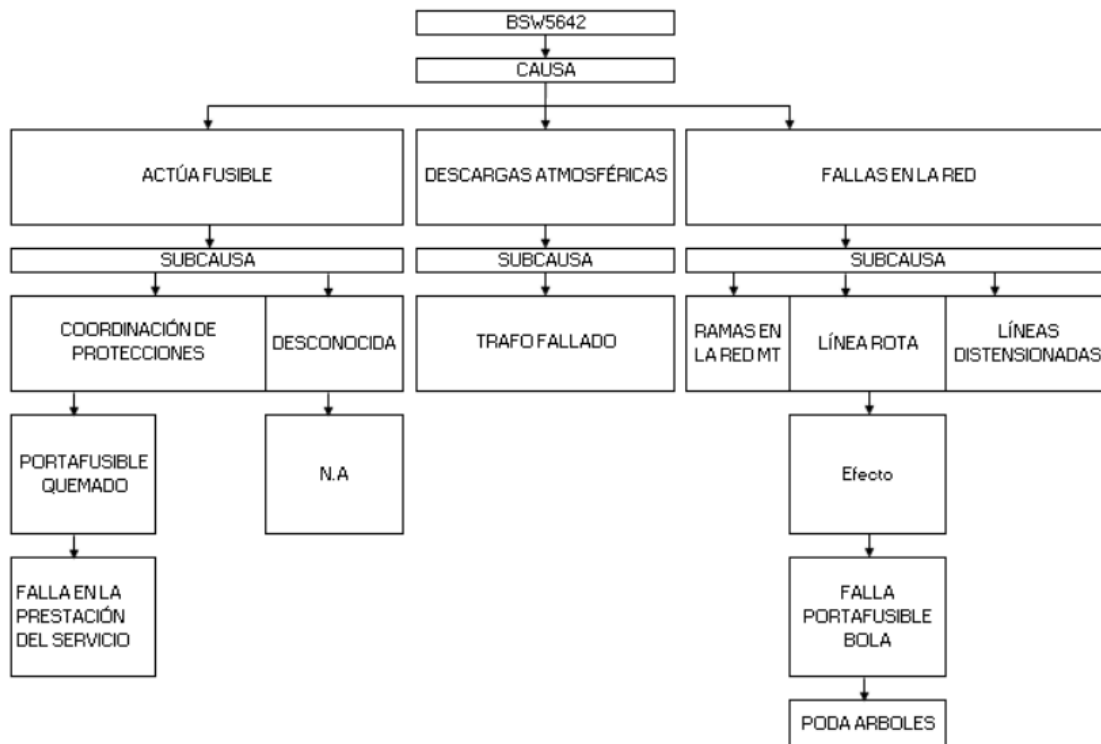 BSW5642
CAUSA
ACTÚA FUSIBLE
DESCARGAS ATMOSFÉRICAS
FALLAS EN LA RED
SUBCAUSA
SUBCAUSA
SUBCAUSA
COORDINACIÓN DE
PROTECCIONES
DESCONOCIDA
TRAFO FALLADO
RAMAS EN
LA RED MT
LÍNEA ROTA
LÍNEAS
DISTENSIONADAS
PORTAFUSIBLE
QUEMADO
N.A
Efecto
FALLA EN LA
PRESTACIÓN
DEL SERVICIO
FALLA
PORTAFUSIBLE
BOLA
PODA ARBOLES